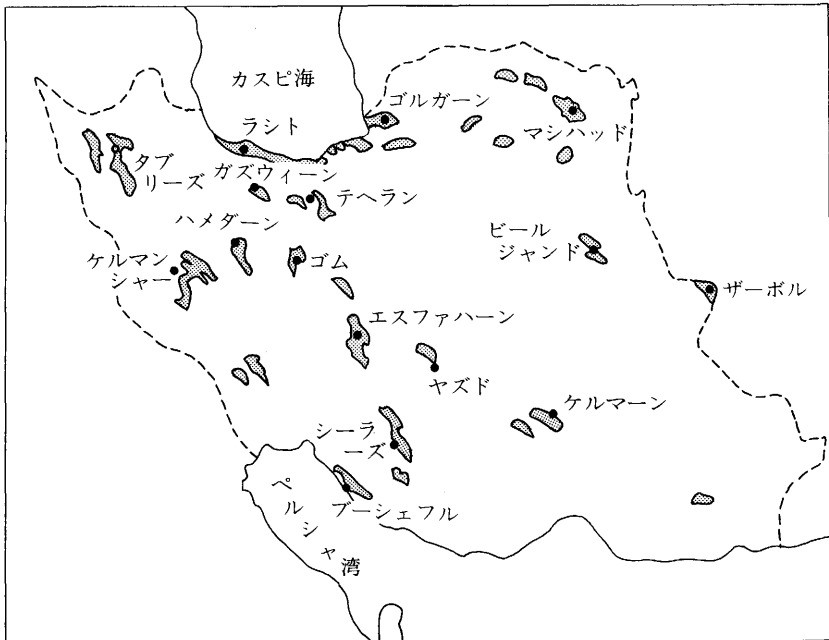 カスピ海
ゴルガーン
ラシト
マシハッド
タブ
リーズ
ガズウィーン
テヘラン
ハメダーン
ビール
ジャンド
ケルマン
シャー
ゴム
ザーボル
エスファハーン
ヤズド
ケルマーン
シーラ
ーズ
ブーシェフル
ペルシャ湾